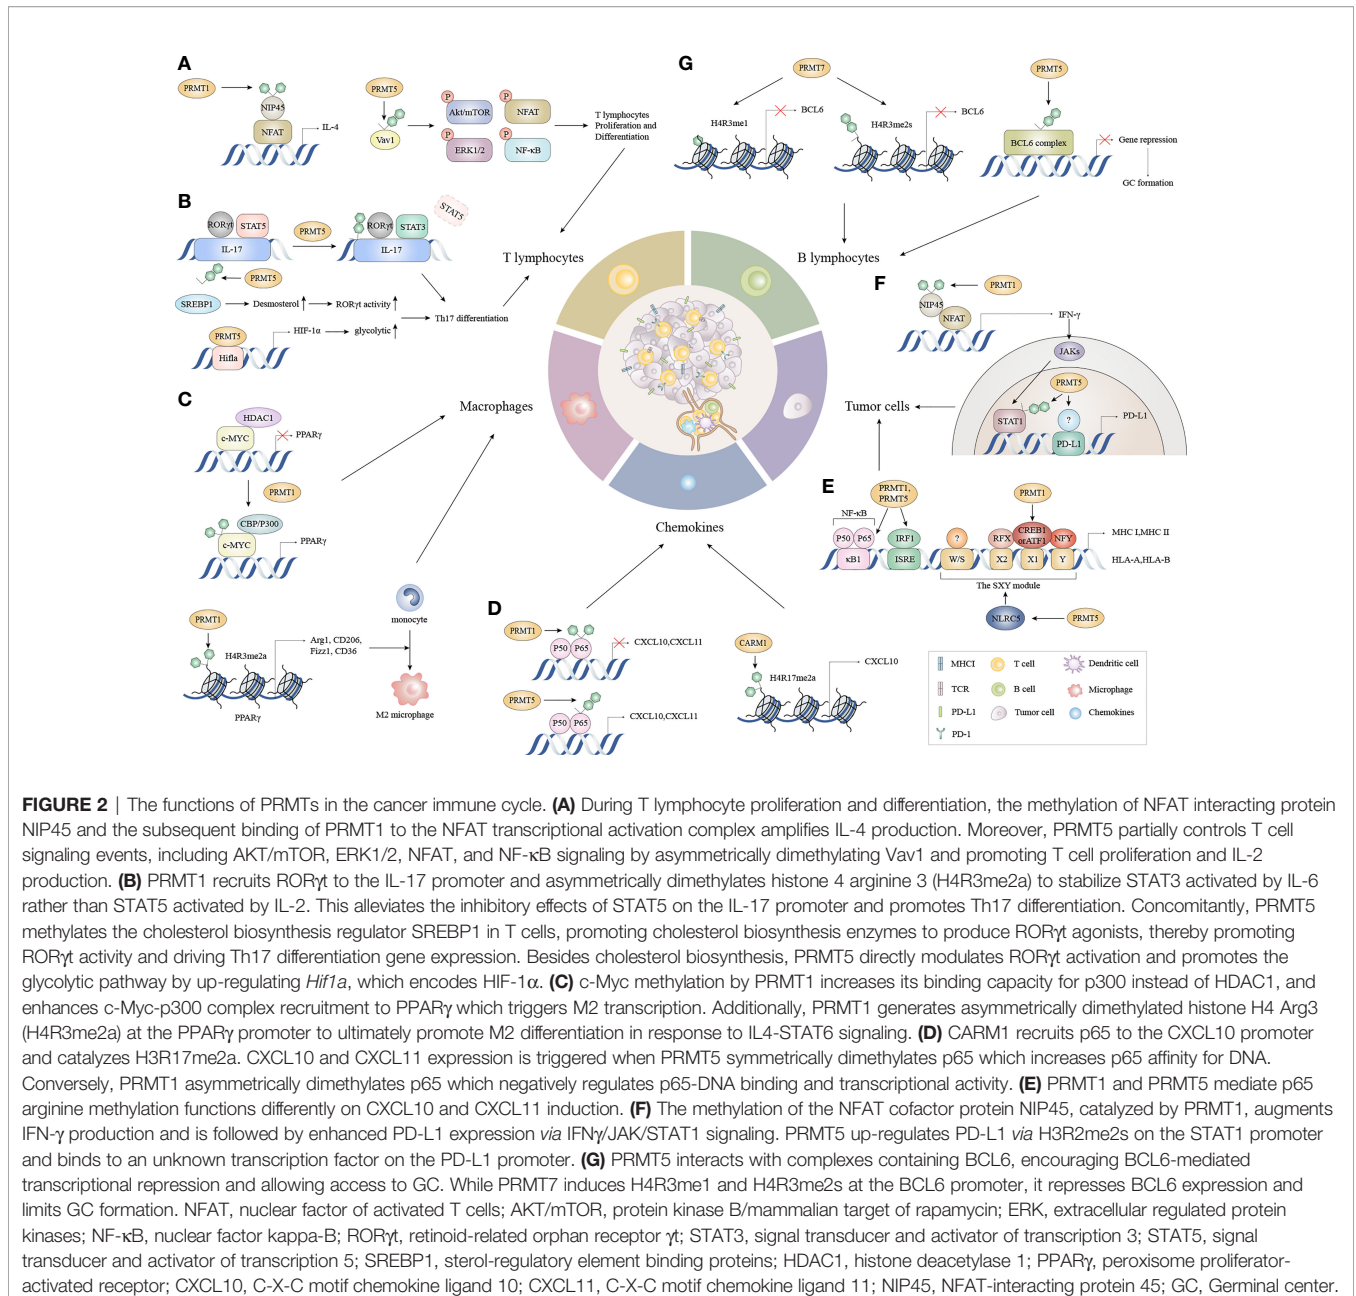 A
PRMT1
NIP45
NFAT
IL-4
PRMT5
Vav1
P
Akt/mTOR
P
NFAT
P
ERK1/2
P
NF-κB
T lymphocytes
Proliferation and
Differentiation
G
PRMT7
H4R3me1
BCL6
H4R3me2s
BCL6
PRMT5
BCL6 complex
Gene repression
GC formation
B
RORγt
STAT5
IL-17
PRMT5
RORγt
STAT3
IL-17
STAT5
PRMT5
SREBP1
Desmosterol
RORγt activity
PRMT5
Hifla
HIF-1α
glycolytic
Th17 differentiation
T lymphocytes
B lymphocytes
Macrophages
Tumor cells
Chemokines
F
PRMT1
NIP45
NFAT
IFN-γ
JAKs
PRMT5
STAT1
?
PD-L1
PD-L1
C
HDAC1
c-MYC
PPARγ
PRMT1
CBP/P300
c-MYC
PPARγ
PRMT1
H4R3me2a
PPARγ
Arg1, CD206,
Fizz1, CD36
monocyte
M2 microphage
E
PRMT1,
PRMT5
NF-κB
P50
P65
κB1
IRF1
ISRE
?
W/S
PRMT1
RFX
CREB1
orATF1
NFY
X2
X1
Y
MHC I,MHC II
HLA-A,HLA-B
The SXY module
NLRC5
PRMT5
D
PRMT1
P50
P65
CXCL10,CXCL11
PRMT5
P50
P65
CXCL10,CXCL11
CARM1
H4R17me2a
CXCL10
MHCI
T cell
Dendritic cell
TCR
B cell
Microphage
PD-L1
Tumor cell
Chemokines
PD-1
FIGURE 2 | The functions of PRMTs in the cancer immune cycle. (A) During T lymphocyte proliferation and differentiation, the methylation of NFAT interacting protein
NIP45 and the subsequent binding of PRMT1 to the NFAT transcriptional activation complex amplifies IL-4 production. Moreover, PRMT5 partially controls T cell
signaling events, including AKT/mTOR, ERK1/2, NFAT, and NF-κB signaling by asymmetrically dimethylating Vav1 and promoting T cell proliferation and IL-2
production. (B) PRMT1 recruits RORγt to the IL-17 promoter and asymmetrically dimethylates histone 4 arginine 3 (H4R3me2a) to stabilize STAT3 activated by IL-6
rather than STAT5 activated by IL-2. This alleviates the inhibitory effects of STAT5 on the IL-17 promoter and promotes Th17 differentiation. Concomitantly, PRMT5
methylates the cholesterol biosynthesis regulator SREBP1 in T cells, promoting cholesterol biosynthesis enzymes to produce RORγt agonists, thereby promoting
RORγt activity and driving Th17 differentiation gene expression. Besides cholesterol biosynthesis, PRMT5 directly modulates RORγt activation and promotes the
glycolytic pathway by up-regulating Hif1a, which encodes HIF-1α. (C) c-Myc methylation by PRMT1 increases its binding capacity for p300 instead of HDAC1, and
enhances c-Myc-p300 complex recruitment to PPARγ which triggers M2 transcription. Additionally, PRMT1 generates asymmetrically dimethylated histone H4 Arg3
(H4R3me2a) at the PPARγ promoter to ultimately promote M2 differentiation in response to IL4-STAT6 signaling. (D) CARM1 recruits p65 to the CXCL10 promoter
and catalyzes H3R17me2a. CXCL10 and CXCL11 expression is triggered when PRMT5 symmetrically dimethylates p65 which increases p65 affinity for DNA.
Conversely, PRMT1 asymmetrically dimethylates p65 which negatively regulates p65-DNA binding and transcriptional activity. (E) PRMT1 and PRMT5 mediate p65
arginine methylation functions differently on CXCL10 and CXCL11 induction. (F) The methylation of the NFAT cofactor protein NIP45, catalyzed by PRMT1, augments
IFN-γ production and is followed by enhanced PD-L1 expression via IFNγ/JAK/STAT1 signaling. PRMT5 up-regulates PD-L1 via H3R2me2s on the STAT1 promoter
and binds to an unknown transcription factor on the PD-L1 promoter. (G) PRMT5 interacts with complexes containing BCL6, encouraging BCL6-mediated
transcriptional repression and allowing access to GC. While PRMT7 induces H4R3me1 and H4R3me2s at the BCL6 promoter, it represses BCL6 expression and
limits GC formation. NFAT, nuclear factor of activated T cells; AKT/mTOR, protein kinase B/mammalian target of rapamycin; ERK, extracellular regulated protein
kinases; NF-κB, nuclear factor kappa-B; RORγt, retinoid-related orphan receptor γt; STAT3, signal transducer and activator of transcription 3; STAT5, signal
transducer and activator of transcription 5; SREBP1, sterol-regulatory element binding proteins; HDAC1, histone deacetylase 1; PPARγ, peroxisome proliferator-
activated receptor; CXCL10, C-X-C motif chemokine ligand 10; CXCL11, C-X-C motif chemokine ligand 11; NIP45, NFAT-interacting protein 45; GC, Germinal center.